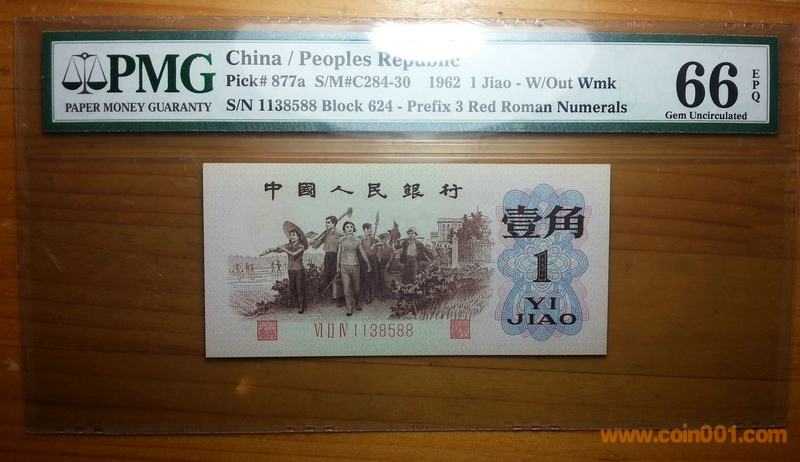 PMG
PAPER MONEY GUARANTY
China / Peoples Republic
Pick# 877a S/M#C284-30 1962 1 Jiao - W/Out Wmk
S/N 1138588 Block 624 - Prefix 3 Red Roman Numerals
66 EPQ
Gem Uncirculated
中國人民銀行
壹角
1
YI
JIAO
VI II IV 1138588
www.coin001.com